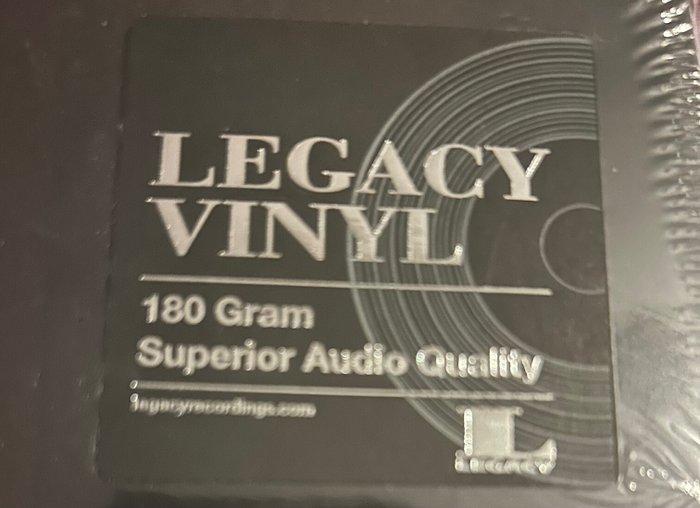 LEGACY
VINYL
180 Gram
Superior Audio Quality
legacyrecordings.com
L
LEGACY